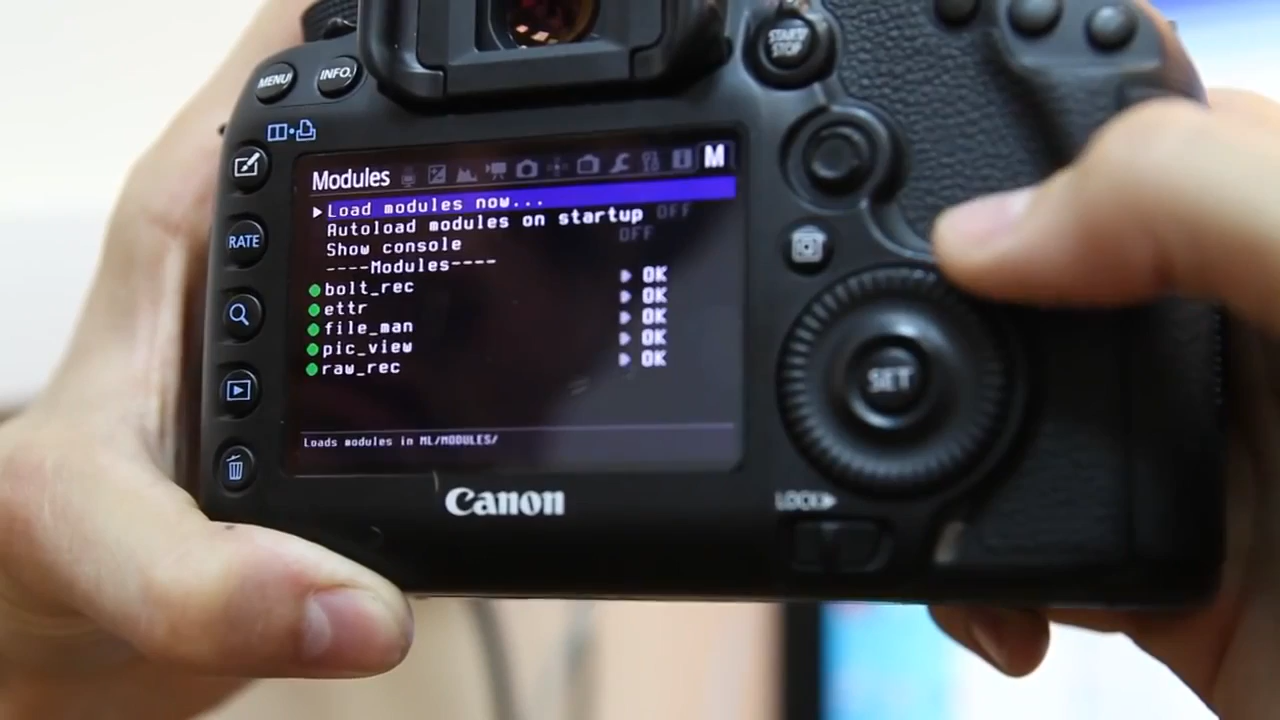 START/
STOP
MENU
INFO.
Modules
M
Load modules now...
Autoload modules on startup OFF
Show console OFF
----Modules----
bolt_rec OK
ettr OK
file_man OK
pic_view OK
raw_rec OK
Loads modules in ML/MODULES/
RATE
SET
Canon
LOCK▶